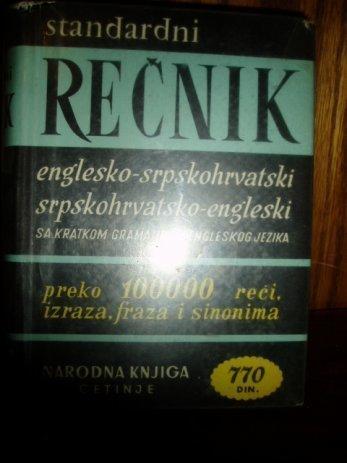 standardni
REČNIK
englesko-srpskohrvatski
srpskohrvatsko-engleski
SA KRATKOM ENGLESKOG JEZIKA
preko 100000 reči,
izraza, fraza i sinonima
NARODNA KNJIGA
CETINJE
770
DIN.
ni
K